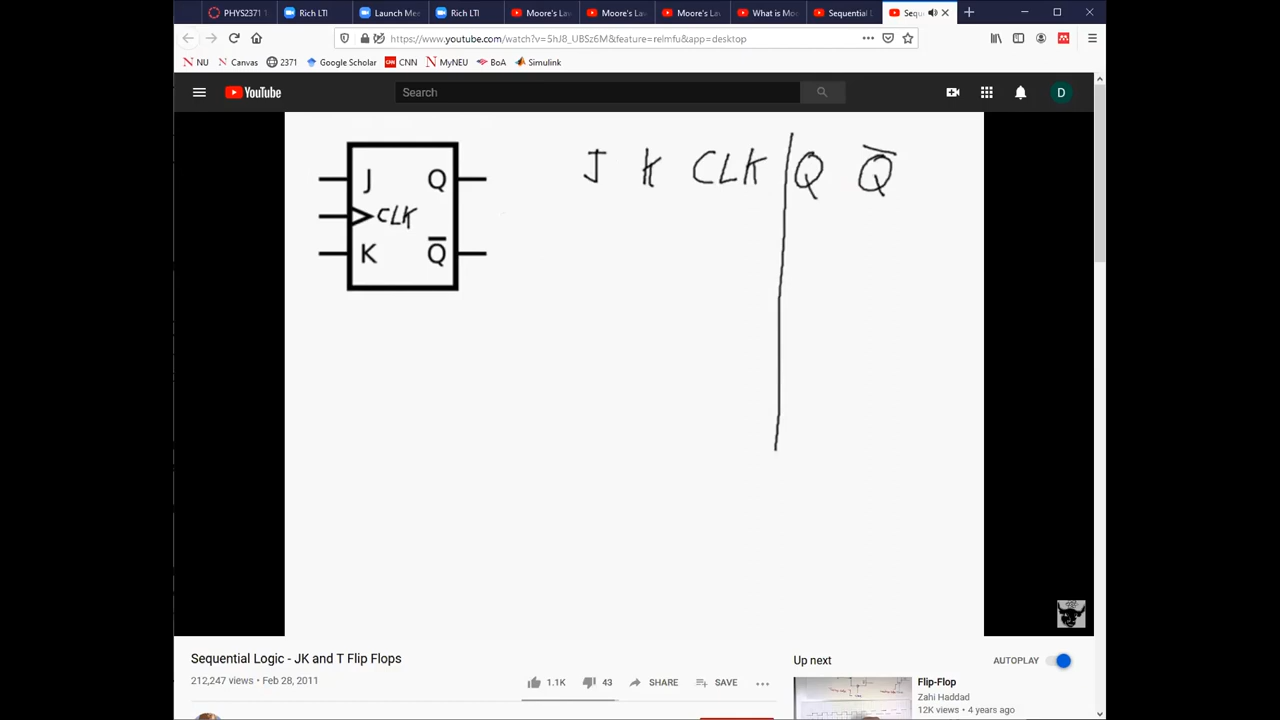 PHYS2371 1
Rich LTI
Launch Me
Rich LTI
Moore's La
Moore's La
Moore's La
What is Mo
Sequential
Sequ
https://www.youtube.com/watch?v=5hJ8_UBSz6M&feature=relmfu&app=desktop
NU Canvas 2371 Google Scholar CNN MyNEU BoA Simulink
YouTube
Search
D
J Q
CLK
K Q̅
J K CLK Q Q̅
Sequential Logic - JK and T Flip Flops
212,247 views • Feb 28, 2011
1.1K 43 SHARE SAVE
Up next
AUTOPLAY
Flip-Flop
Zahi Haddad
12K views • 4 years ago